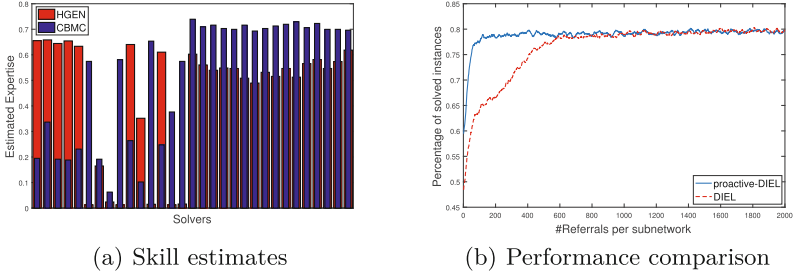 0.8
0.7
0.6
0.5
0.4
0.3
0.2
0.1
0
Estimated Expertise
HGEN
CBMC
Solvers
(a) Skill estimates
0.85
0.8
0.75
0.7
0.65
0.6
0.55
0.5
0.45
Percentage of solved instances
proactive-DIEL
DIEL
0 200 400 600 800 1000 1200 1400 1600 1800 2000
#Referrals per subnetwork
(b) Performance comparison